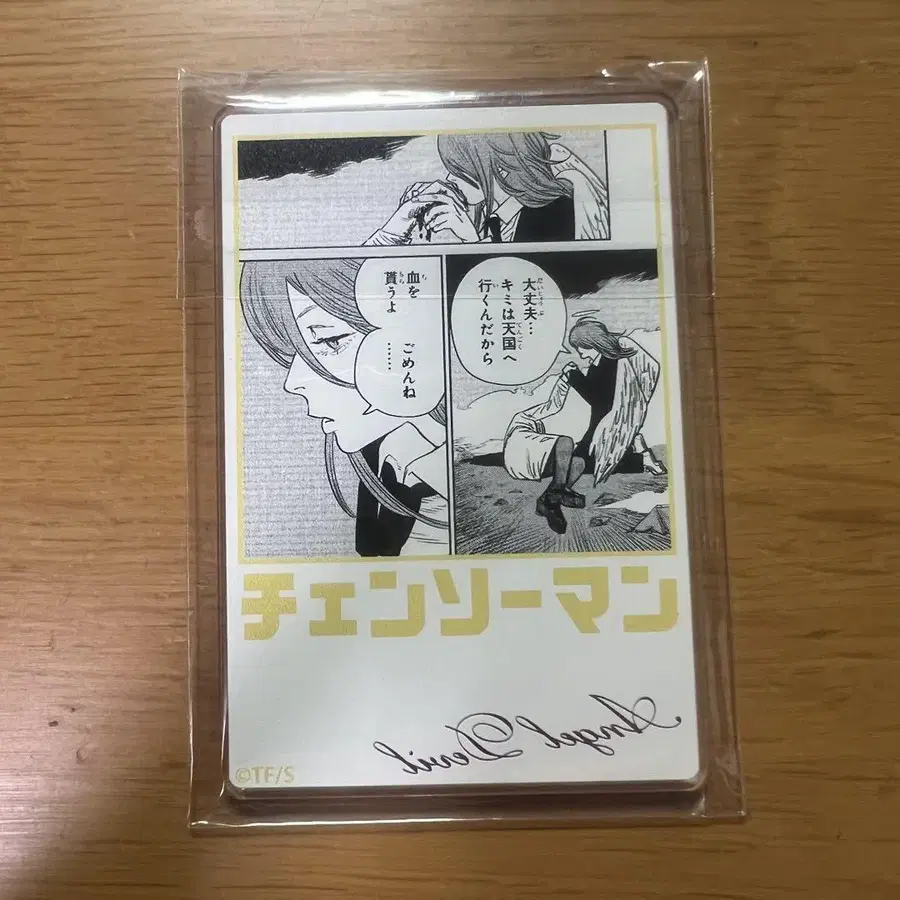 大丈夫…
キミは天国へ
行くんだから
血を
貰うよ
ごめんね
……
チェンソーマン
Angel Devil
©TF/S